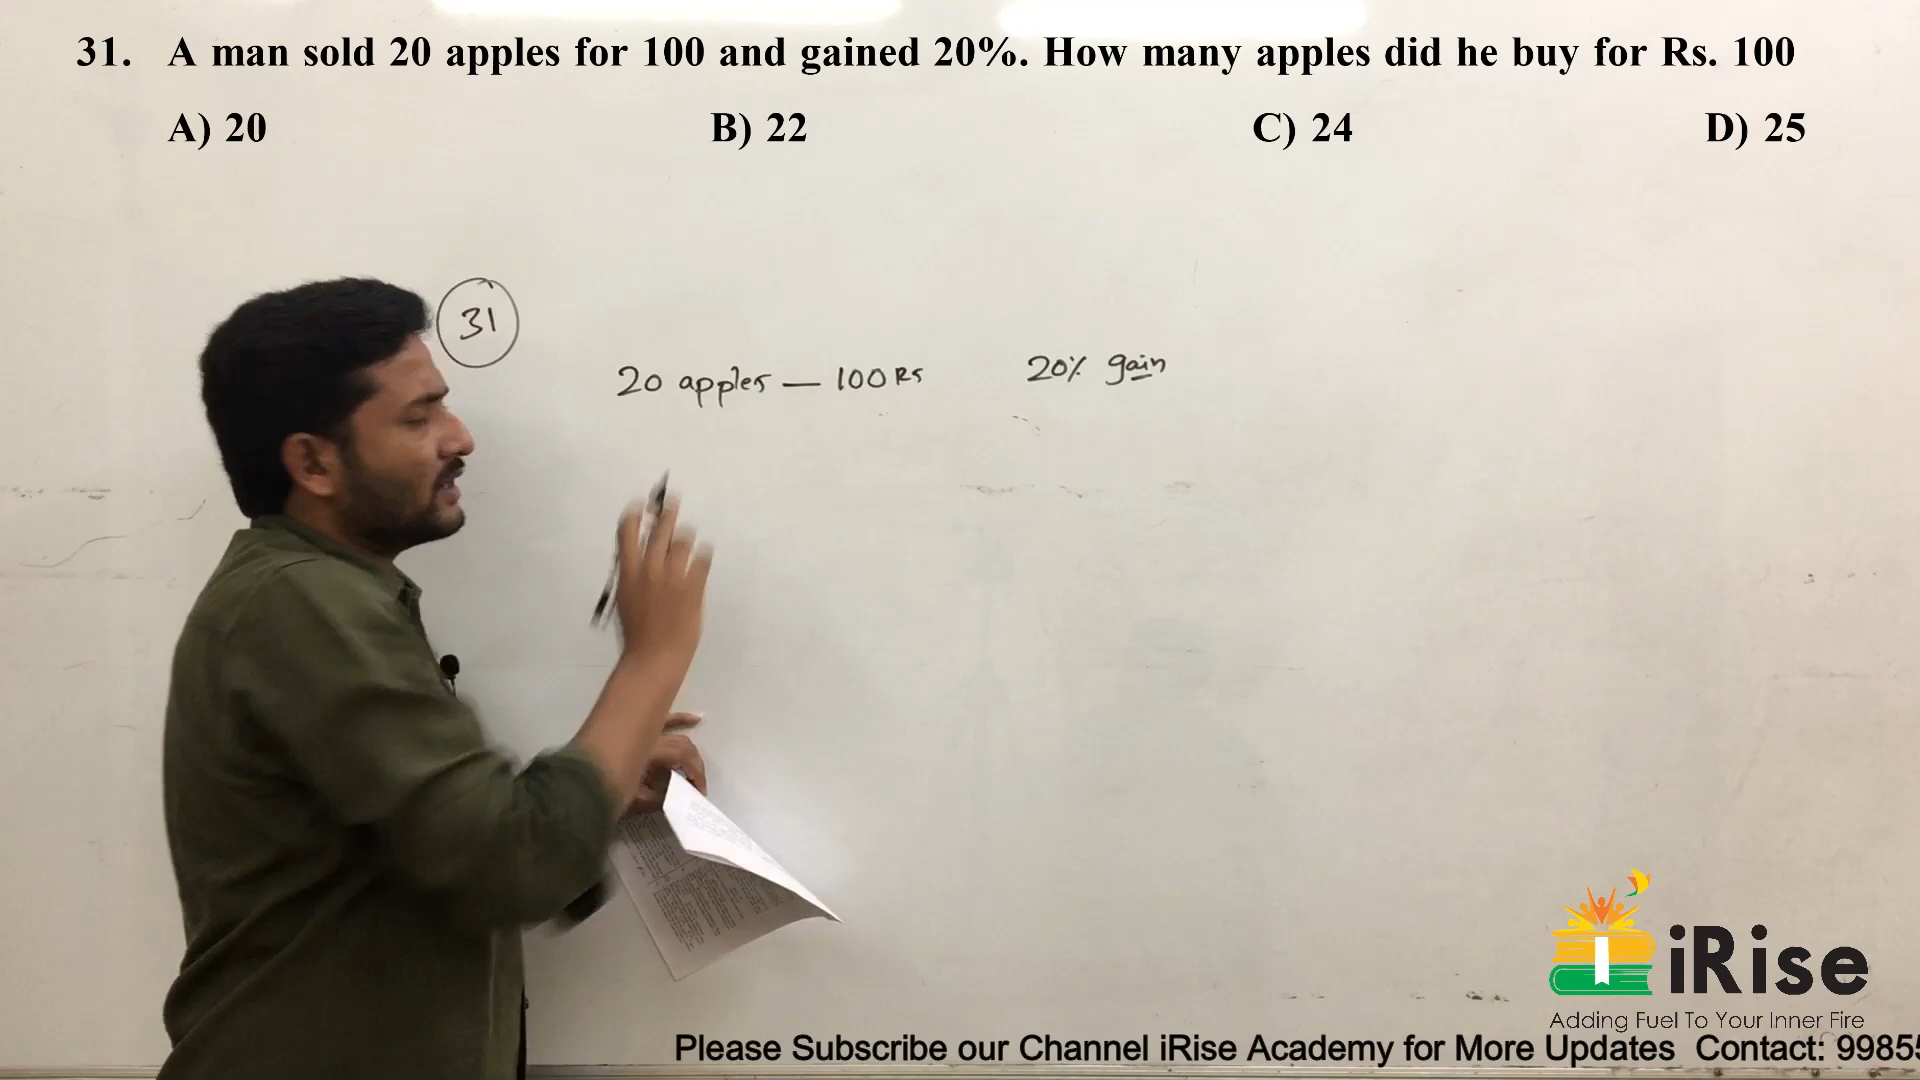 31. A man sold 20 apples for 100 and gained 20%. How many apples did he buy for Rs. 100
A) 20 B) 22 C) 24 D) 25
31
20 apples — 100 Rs 20% gain
iRise
Adding Fuel To Your Inner Fire
Please Subscribe our Channel iRise Academy for More Updates Contact: 9985